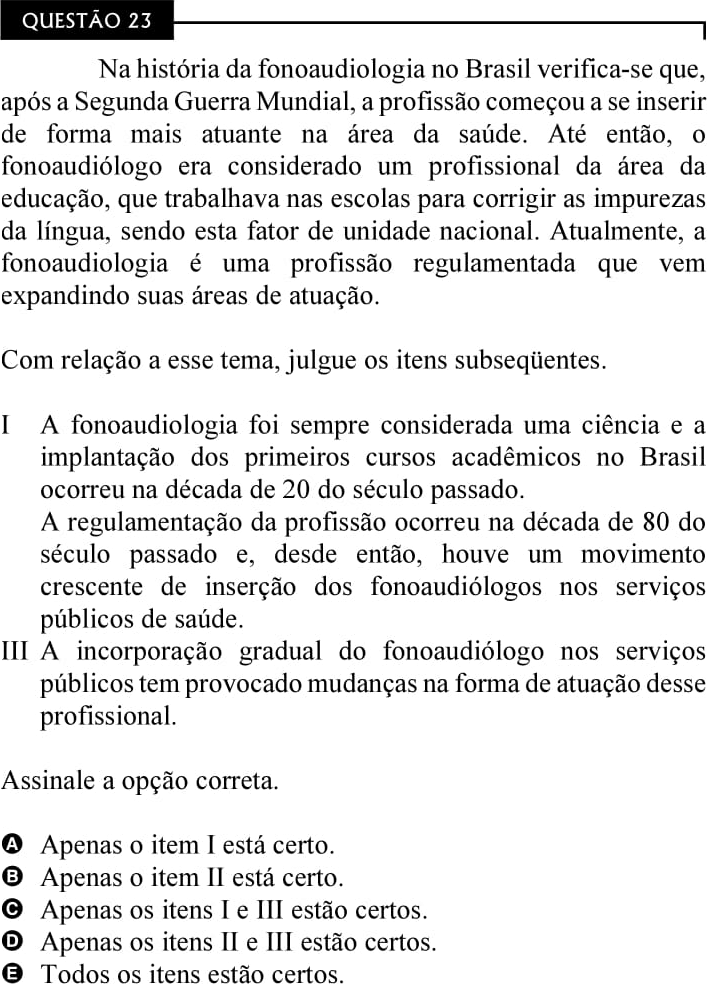 QUESTÃO 23
Na história da fonoaudiologia no Brasil verifica-se que,
após a Segunda Guerra Mundial, a profissão começou a se inserir
de forma mais atuante na área da saúde. Até então, o
fonoaudiólogo era considerado um profissional da área da
educação, que trabalhava nas escolas para corrigir as impurezas
da língua, sendo esta fator de unidade nacional. Atualmente, a
fonoaudiologia é uma profissão regulamentada que vem
expandindo suas áreas de atuação.
Com relação a esse tema, julgue os itens subseqüentes.
I A fonoaudiologia foi sempre considerada uma ciência e a
implantação dos primeiros cursos acadêmicos no Brasil
ocorreu na década de 20 do século passado.
A regulamentação da profissão ocorreu na década de 80 do
século passado e, desde então, houve um movimento
crescente de inserção dos fonoaudiólogos nos serviços
públicos de saúde.
III A incorporação gradual do fonoaudiólogo nos serviços
públicos tem provocado mudanças na forma de atuação desse
profissional.
Assinale a opção correta.
A Apenas o item I está certo.
B Apenas o item II está certo.
C Apenas os itens I e III estão certos.
D Apenas os itens II e III estão certos.
E Todos os itens estão certos.